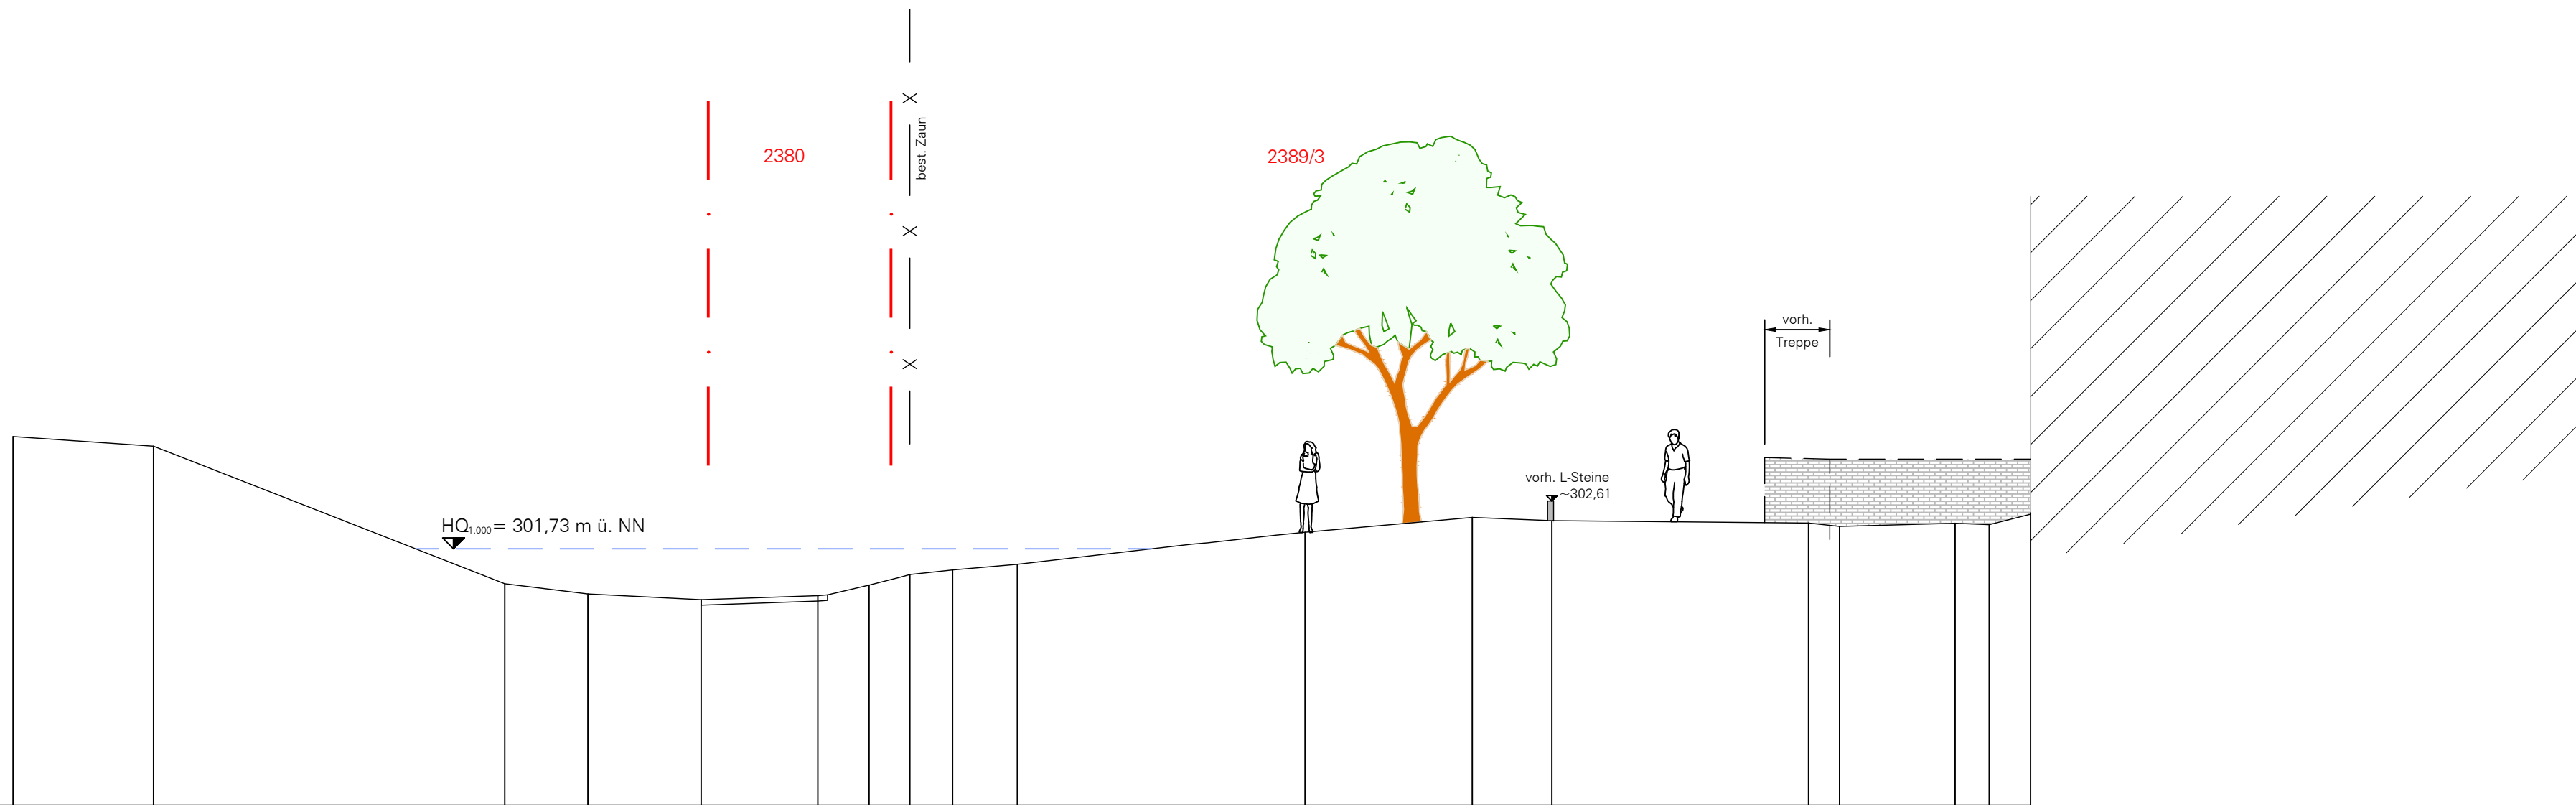 2380
best. Zaun
2389/3
vorh.
Treppe
vorh. L-Steine
~302,61
HQ1.000= 301,73 m ü. NN